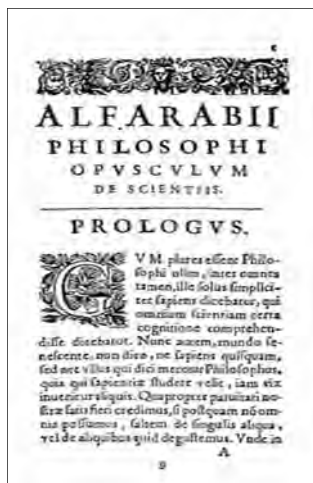 ALFARABII
PHILOSOPHI
OPVSCVLVM
DE SCIENTIIS.
PROLOGVS.
CVM plures essent Philo-
sophi olim, inter omnes
tamen, ille solus simplici-
ter sapiens dicebatur, qui
omnium scientiam certa
cognitione comprehen-
disse dicebatur. Nunc autem, mundo se-
nescente, non dico, ne sapiens quisquam,
sed nec vllus qui dici mereatur Philosophus,
quia qui sapientiæ studere velit, iam vix
inuenitur aliquis. Quapropter paruitati no-
stræ satis fieri credimus, si postquam nō om-
nia possumus, saltem de singulis aliqua,
vel de aliquibus quid degustemus. Vnde in
A